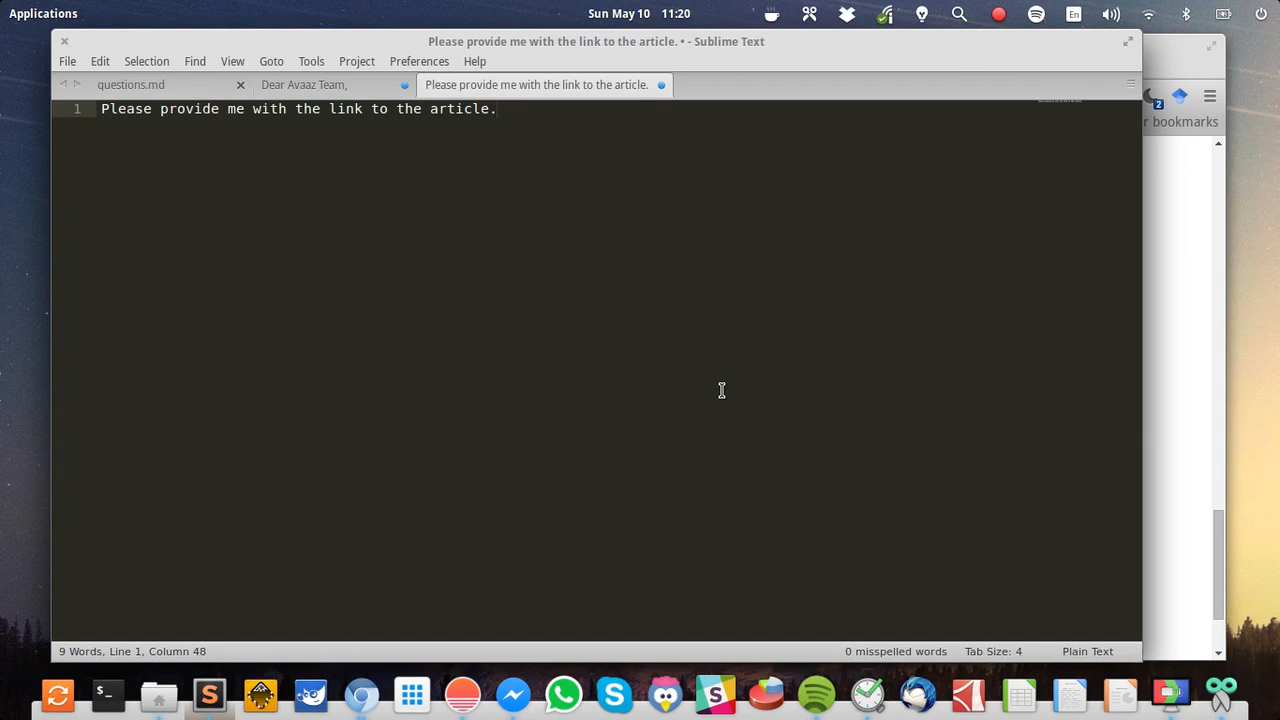 Applications
Sun May 10 11:20
En
Please provide me with the link to the article. • - Sublime Text
File Edit Selection Find View Goto Tools Project Preferences Help
questions.md
Dear Avaaz Team,
Please provide me with the link to the article.
2
r bookmarks
1 Please provide me with the link to the article.
9 Words, Line 1, Column 48
0 misspelled words
Tab Size: 4
Plain Text
$_
S
S